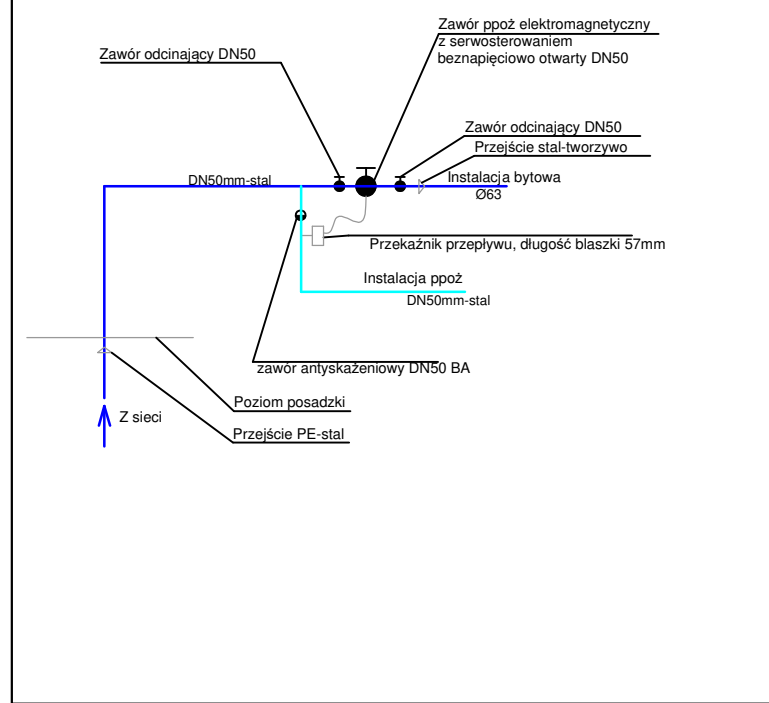 Zawór ppoż elektromagnetyczny
z serwosterowaniem
beznapięciowo otwarty DN50
Zawór odcinający DN50
Zawór odcinający DN50
Przejście stal-tworzywo
DN50mm-stal
Instalacja bytowa
Ø63
Przekaźnik przepływu, długość blaszki 57mm
Instalacja ppoż
DN50mm-stal
zawór antyskażeniowy DN50 BA
Poziom posadzki
Z sieci
Przejście PE-stal